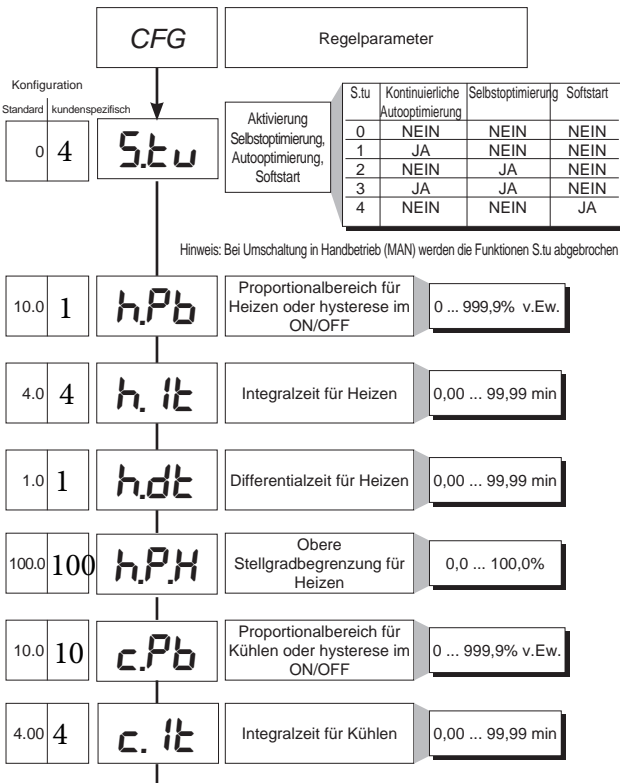 CFG
Regelparameter
Konfiguration
Standard kundenspezifisch
0 4
S.tu
Aktivierung
Selbstoptimierung,
Autooptimierung,
Softstart
S.tu Kontinuierliche Selbstoptimierung Softstart
Autooptimierung
0 NEIN NEIN NEIN
1 JA NEIN NEIN
2 NEIN JA NEIN
3 JA JA NEIN
4 NEIN NEIN JA
Hinweis: Bei Umschaltung in Handbetrieb (MAN) werden die Funktionen S.tu abgebrochen
10.0 1
h.Pb
Proportionalbereich für
Heizen oder hysterese im
ON/OFF
0 ... 999,9% v.Ew.
4.0 4
h. It
Integralzeit für Heizen
0,00 ... 99,99 min
1.0 1
h.dt
Differentialzeit für Heizen
0,00 ... 99,99 min
100.0 100
h.P.H
Obere
Stellgradbegrenzung für
Heizen
0,0 ... 100,0%
10.0 10
c.Pb
Proportionalbereich für
Kühlen oder hysterese im
ON/OFF
0 ... 999,9% v.Ew.
4.00 4
c. It
Integralzeit für Kühlen
0,00 ... 99,99 min